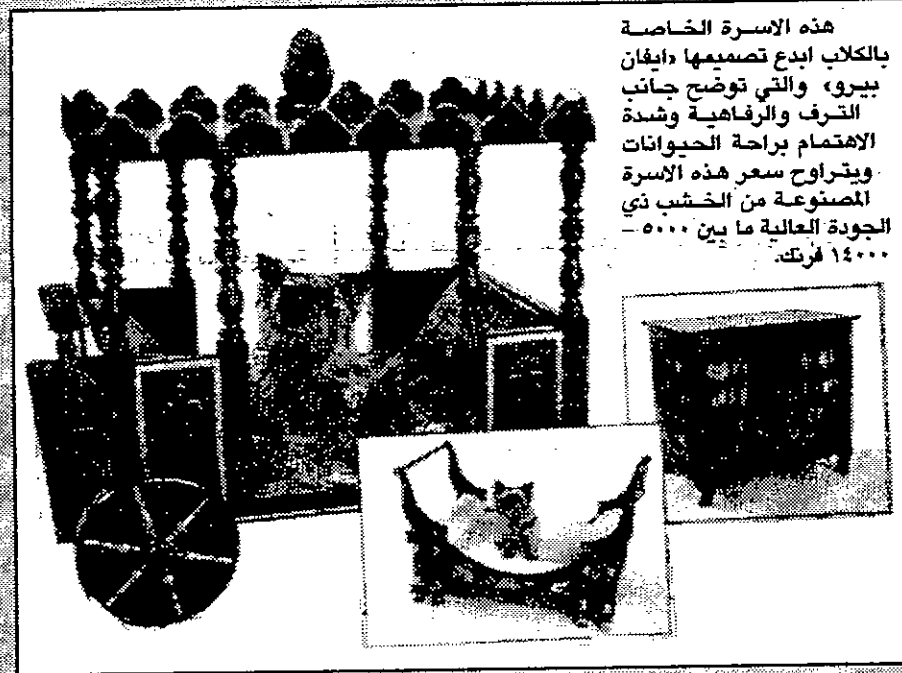 هذه الاسرة الخاصة
بالكلاب ابدع تصميمها «ايفان
بيرو» والتي توضح جانب
الترف والرفاهية وشدة
الاهتمام براحة الحيوانات
ويتراوح سعر هذه الاسرة
المصنوعة من الخشب ذي
الجودة العالية ما بين ٥٠٠٠ –
١٤٠٠٠ فرنك.